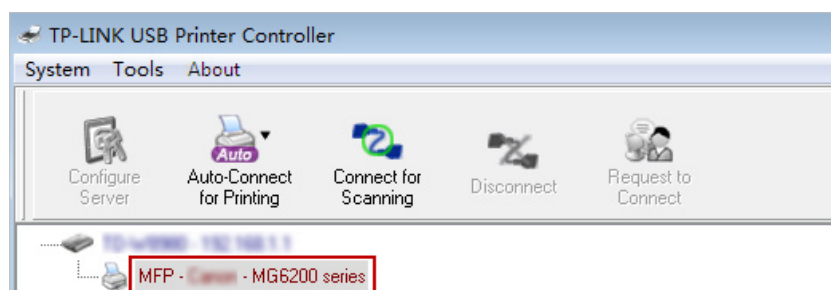 TP-LINK USB Printer Controller
System Tools About
Auto
Configure Server
Auto-Connect for Printing
Connect for Scanning
Disconnect
Request to Connect
MFP - - MG6200 series